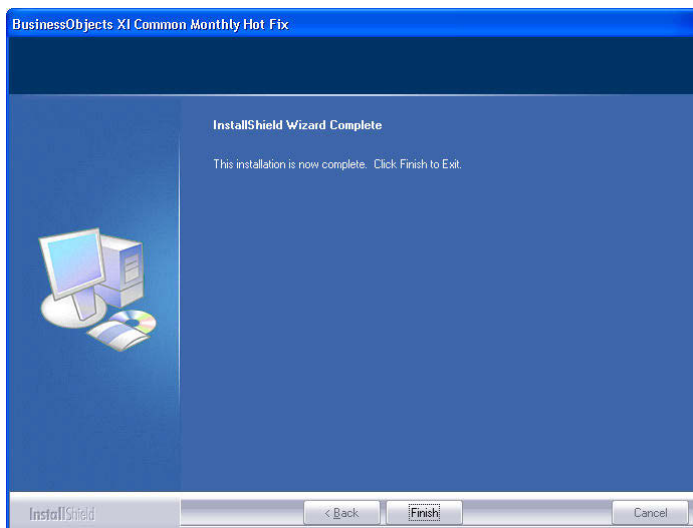 BusinessObjects XI Common Monthly Hot Fix
InstallShield Wizard Complete
This installation is now complete. Click Finish to Exit.
InstallShield
< Back
Finish
Cancel